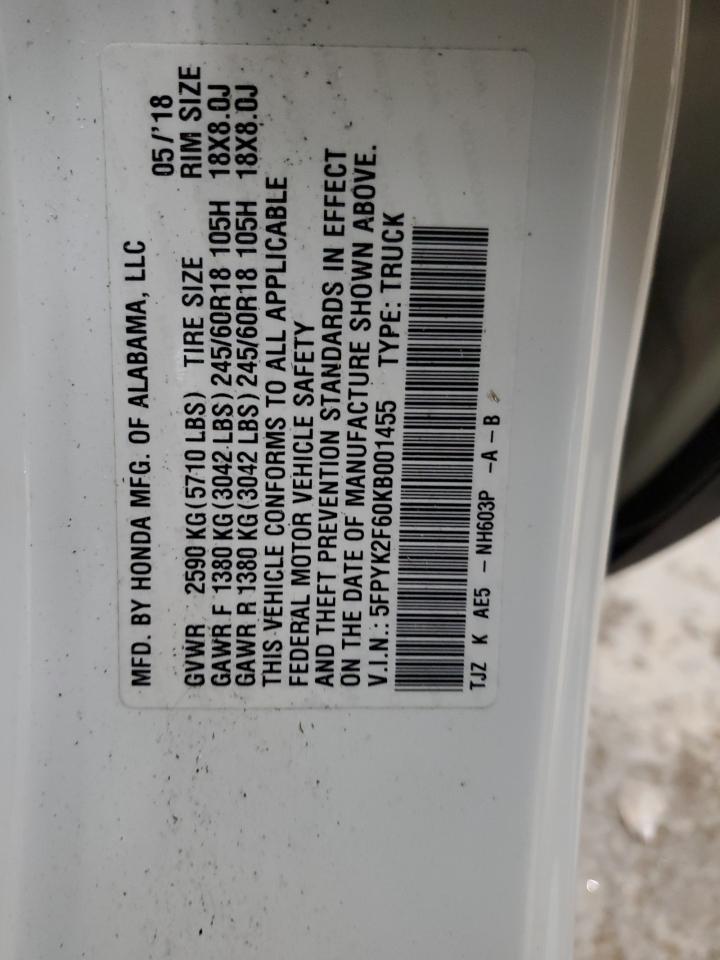 MFD. BY HONDA MFG. OF ALABAMA, LLC 05/'18
GVWR 2590 KG(5710 LBS) TIRE SIZE RIM SIZE
GAWR F 1380 KG(3042 LBS) 245/60R18 105H 18X8.0J
GAWR R 1380 KG(3042 LBS) 245/60R18 105H 18X8.0J
THIS VEHICLE CONFORMS TO ALL APPLICABLE
FEDERAL MOTOR VEHICLE SAFETY
AND THEFT PREVENTION STANDARDS IN EFFECT
ON THE DATE OF MANUFACTURE SHOWN ABOVE.
V.I.N.: 5FPYK2F60KB001455 TYPE: TRUCK
TJZ K AE5 - NH603P -A - B